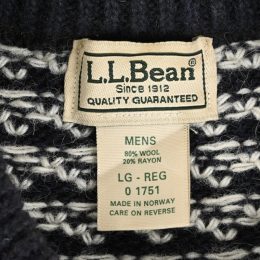 L.L.Bean®
Since 1912
QUALITY GUARANTEED
MENS
80% WOOL
20% RAYON
LG - REG
0 1751
MADE IN NORWAY
CARE ON REVERSE